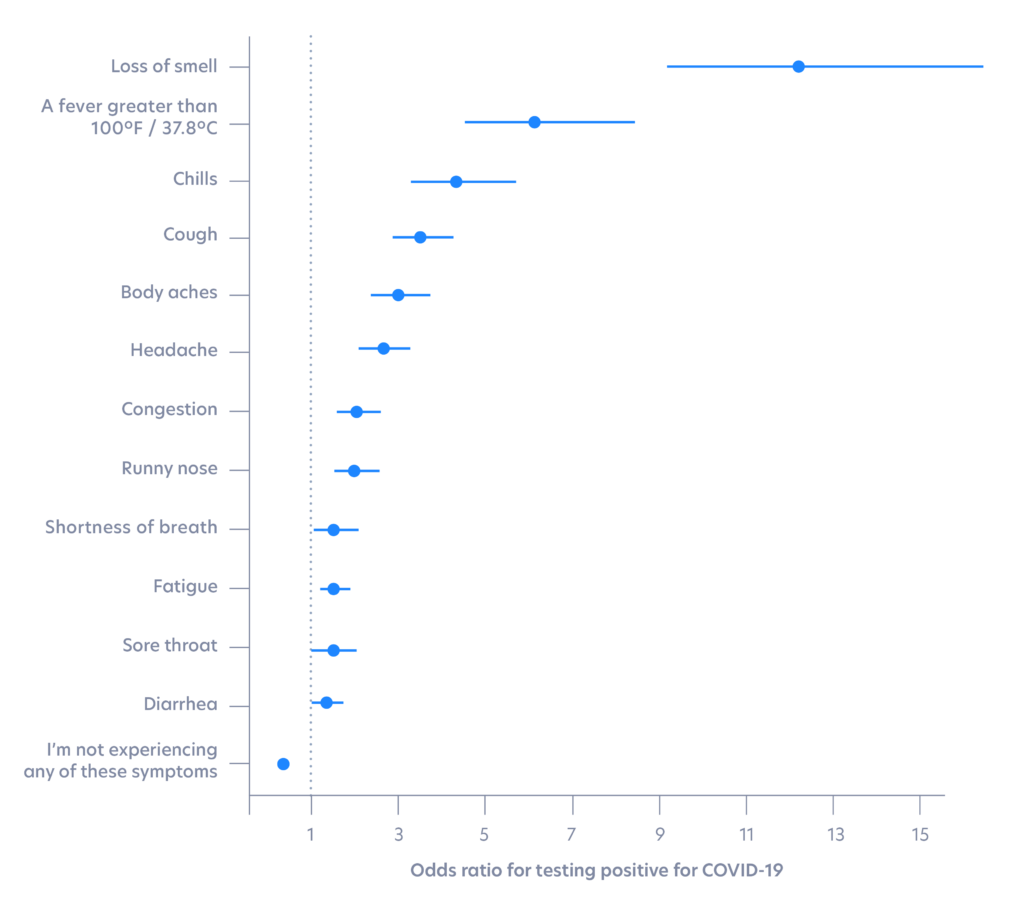 Loss of smell
A fever greater than
100ºF / 37.8ºC
Chills
Cough
Body aches
Headache
Congestion
Runny nose
Shortness of breath
Fatigue
Sore throat
Diarrhea
I'm not experiencing
any of these symptoms
1 3 5 7 9 11 13 15
Odds ratio for testing positive for COVID-19